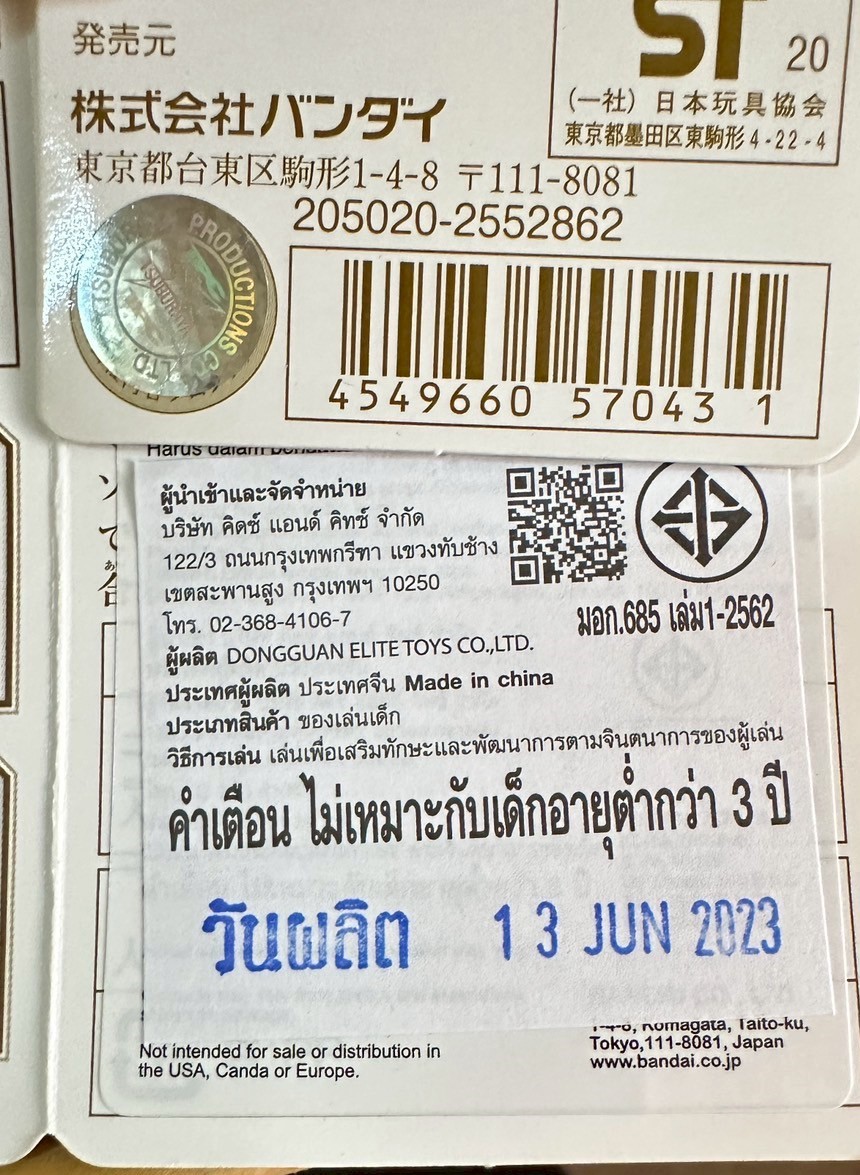 発売元
株式会社バンダイ
東京都台東区駒形1-4-8 〒111-8081
205020-2552862
ST 20
(一社) 日本玩具協会
東京都墨田区東駒形4-22-4
PRODUCTIONS CO., LTD.
4549660 57043 1
Harus dalam
ผู้นำเข้าและจัดจำหน่าย
บริษัท คิดซ์ แอนด์ คิทซ์ จำกัด
122/3 ถนนกรุงเทพกรีฑา แขวงทับช้าง
เขตสะพานสูง กรุงเทพฯ 10250
โทร. 02-368-4106-7
มอก.685 เล่ม1-2562
ผู้ผลิต DONGGUAN ELITE TOYS CO.,LTD.
ประเทศผู้ผลิต ประเทศจีน Made in china
ประเภทสินค้า ของเล่นเด็ก
วิธีการเล่น เล่นเพื่อเสริมทักษะและพัฒนาการตามจินตนาการของผู้เล่น
คำเตือน ไม่เหมาะกับเด็กอายุต่ำกว่า 3 ปี
วันผลิต 13 JUN 2023
Not intended for sale or distribution in
the USA, Canda or Europe.
1-4-8, Komagata, Taito-ku,
Tokyo,111-8081, Japan
www.bandai.co.jp